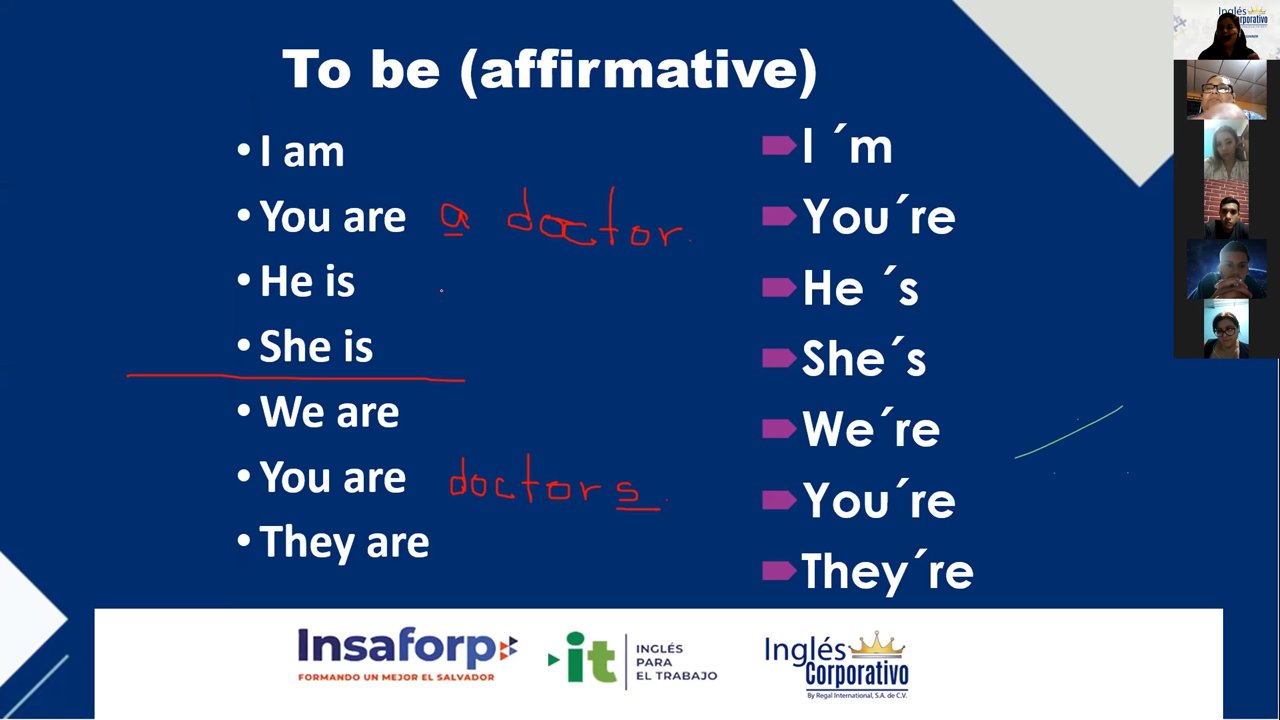 To be (affirmative)
• I am
• You are a doctor.
• He is
• She is
• We are
• You are doctors.
• They are
I ´m
You´re
He ´s
She´s
We´re
You´re
They´re
Insaforp
FORMANDO UN MEJOR EL SALVADOR
it
INGLÉS
PARA
EL TRABAJO
Inglés
Corporativo
By Regal International, S.A. de C.V.
Inglés
Corporativo